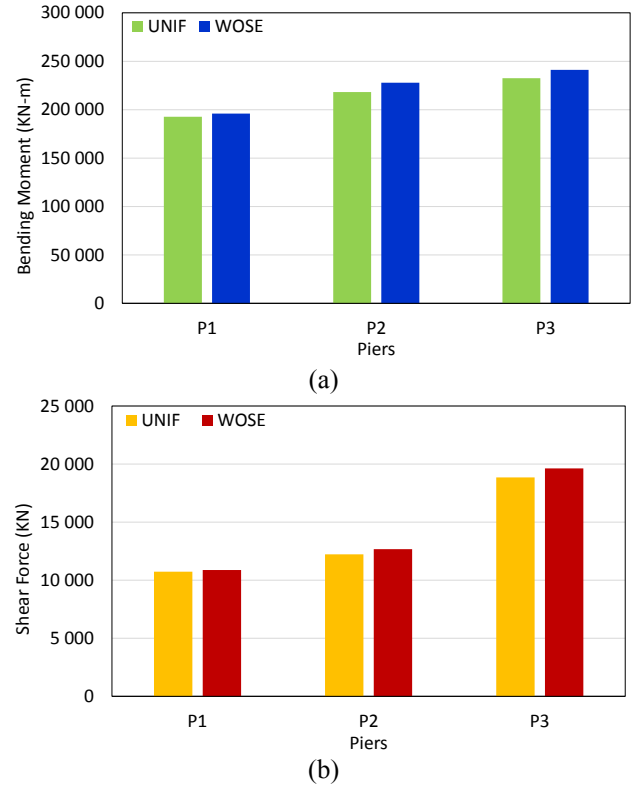 300 000
250 000
200 000
150 000
100 000
50 000
0
Bending Moment (KN-m)
UNIF WOSE
P1 P2 P3
Piers
(a)
25 000
20 000
15 000
10 000
5 000
0
Shear Force (KN)
UNIF WOSE
P1 P2 P3
Piers
(b)